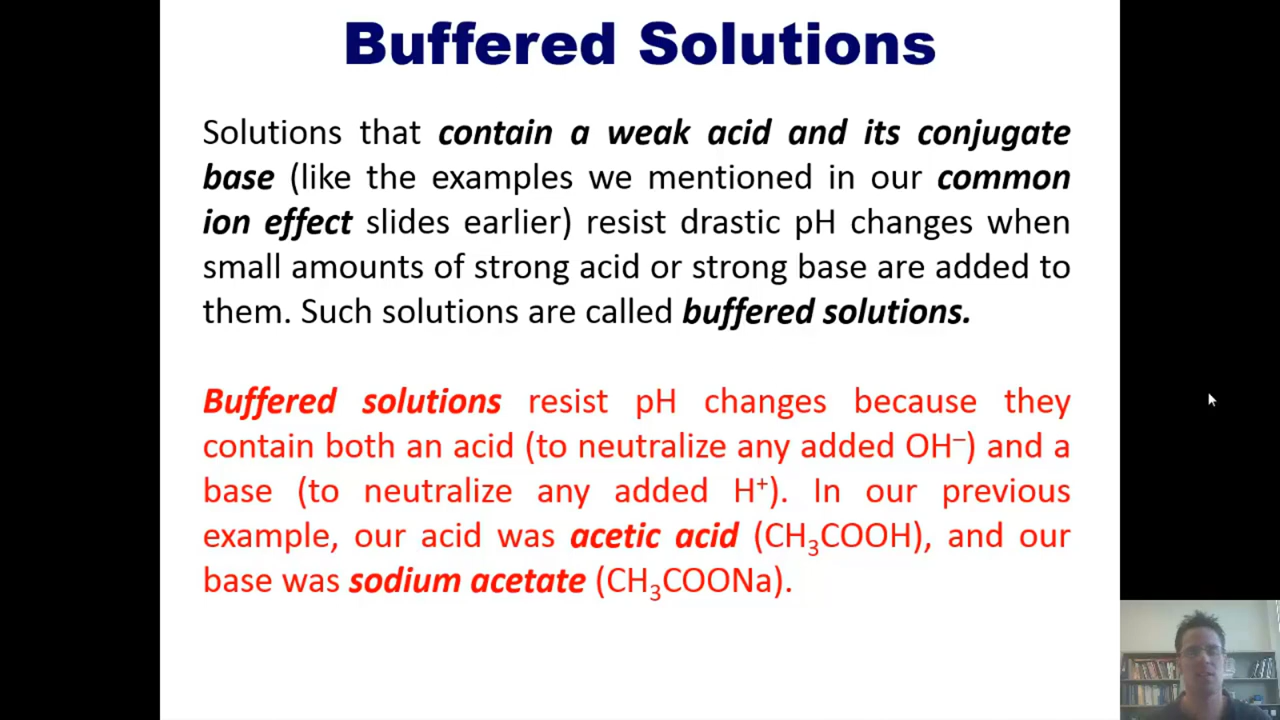 Buffered Solutions
Solutions that contain a weak acid and its conjugate
base (like the examples we mentioned in our common
ion effect slides earlier) resist drastic pH changes when
small amounts of strong acid or strong base are added to
them. Such solutions are called buffered solutions.
Buffered solutions resist pH changes because they
contain both an acid (to neutralize any added OH⁻) and a
base (to neutralize any added H⁺). In our previous
example, our acid was acetic acid (CH₃COOH), and our
base was sodium acetate (CH₃COONa).